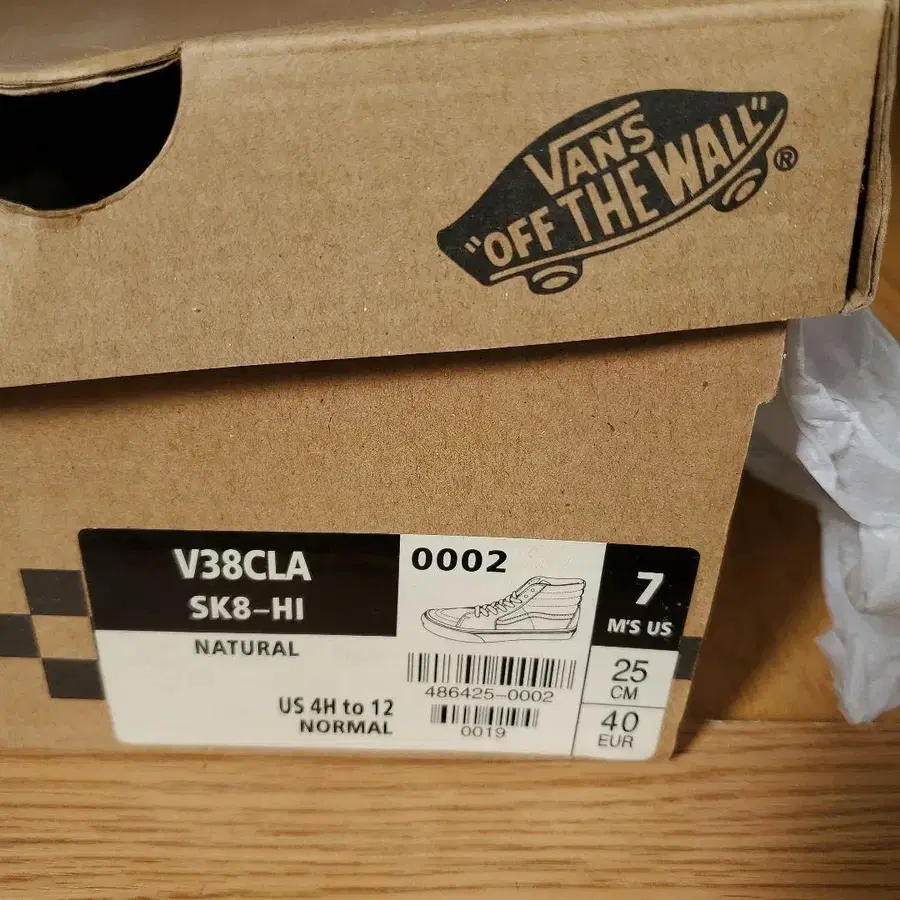 VANS
"OFF THE WALL"
®
V38CLA
SK8-HI
NATURAL
US 4H to 12
NORMAL
0002
486425-0002
0019
7
M'S US
25
CM
40
EUR